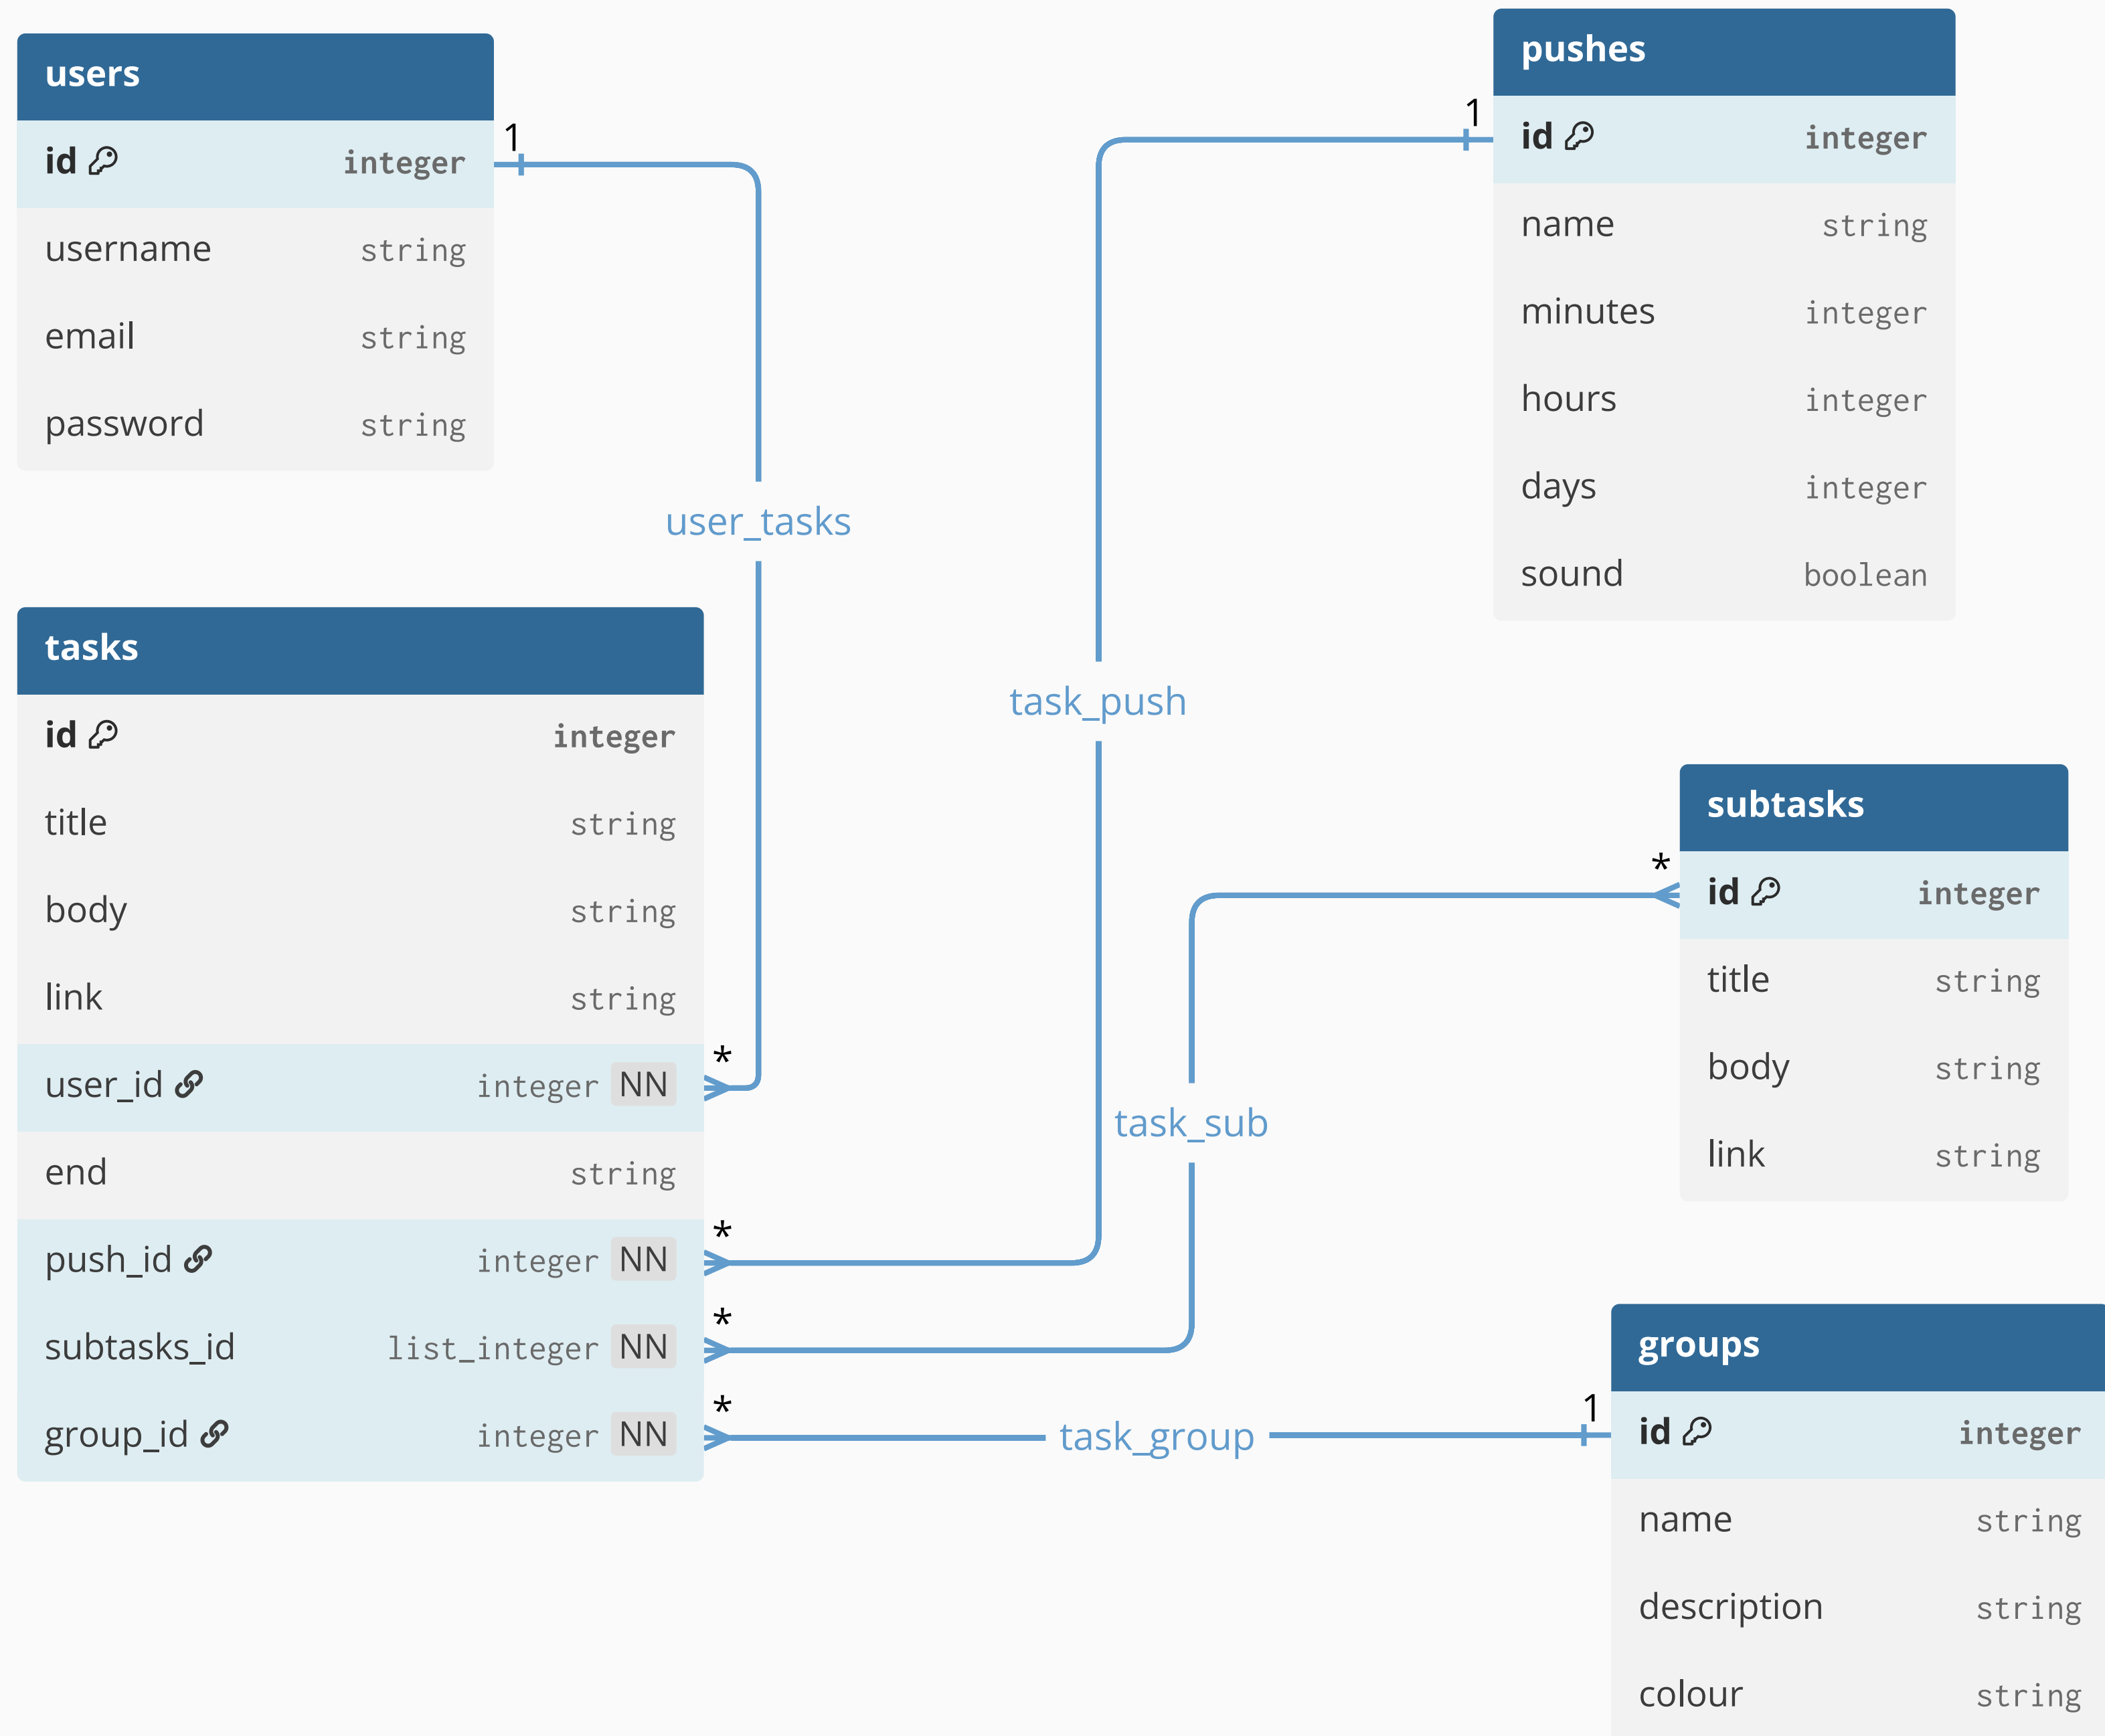 users
id integer
username string
email string
password string
1
user_tasks
pushes
1
id integer
name string
minutes integer
hours integer
days integer
sound boolean
task_push
tasks
id integer
title string
body string
link string
user_id integer NN
*
end string
push_id integer NN
*
subtasks_id list_integer NN
*
group_id integer NN
*
subtasks
*
id integer
title string
body string
link string
task_sub
task_group
groups
1
id integer
name string
description string
colour string